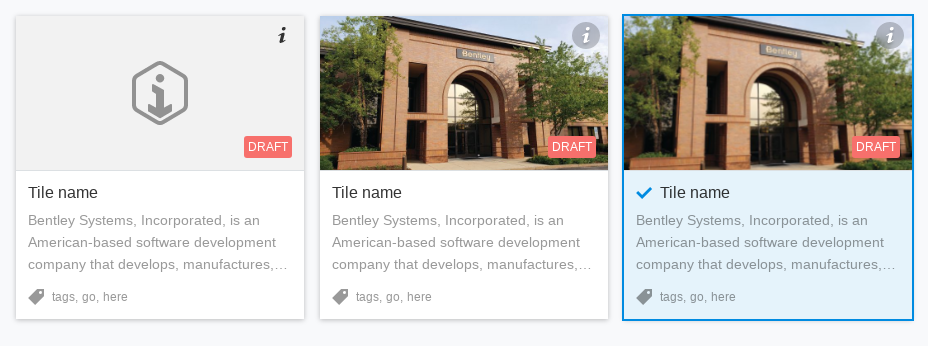 DRAFT
Tile name
Bentley Systems, Incorporated, is an
American-based software development
company that develops, manufactures,...
tags, go, here
Bentley
DRAFT
Tile name
Bentley Systems, Incorporated, is an
American-based software development
company that develops, manufactures,...
tags, go, here
Bentley
DRAFT
Tile name
Bentley Systems, Incorporated, is an
American-based software development
company that develops, manufactures,...
tags, go, here